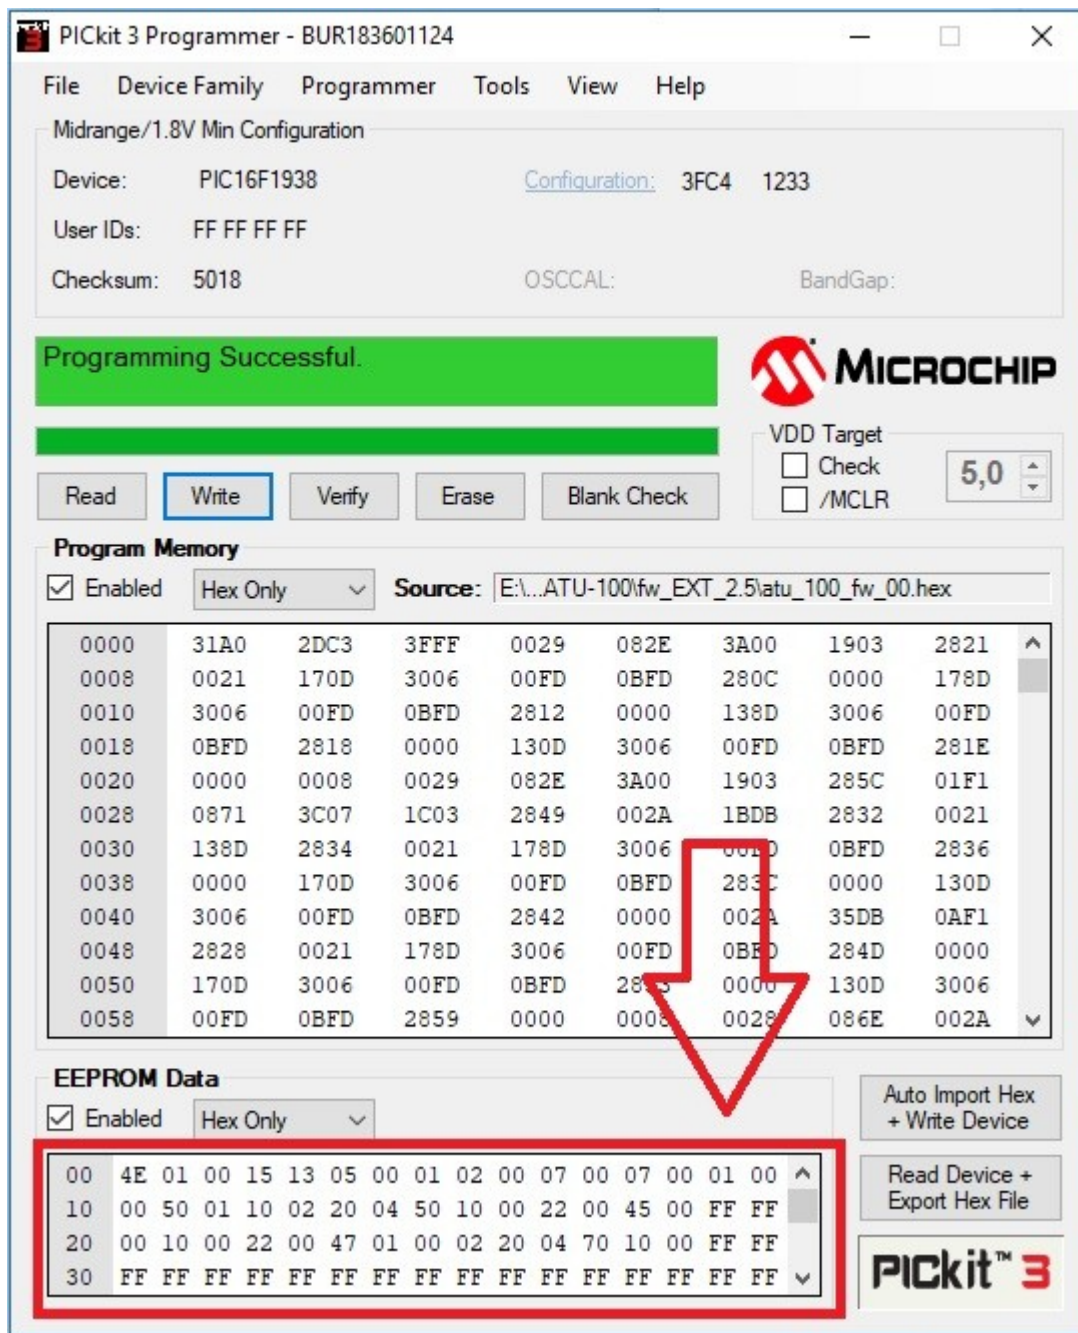 PICkit 3 Programmer - BUR183601124
File Device Family Programmer Tools View Help
Midrange/1.8V Min Configuration
Device: PIC16F1938 Configuration: 3FC4 1233
User IDs: FF FF FF FF
Checksum: 5018 OSCCAL: BandGap:
Programming Successful.
MICROCHIP
VDD Target
Check
/MCLR
5,0
Read Write Verify Erase Blank Check
Program Memory
Enabled Hex Only Source: E:\...ATU-100\fw_EXT_2.5\atu_100_fw_00.hex
0000 31A0 2DC3 3FFF 0029 082E 3A00 1903 2821
0008 0021 170D 3006 00FD 0BFD 280C 0000 178D
0010 3006 00FD 0BFD 2812 0000 138D 3006 00FD
0018 0BFD 2818 0000 130D 3006 00FD 0BFD 281E
0020 0000 0008 0029 082E 3A00 1903 285C 01F1
0028 0871 3C07 1C03 2849 002A 1BDB 2832 0021
0030 138D 2834 0021 178D 3006 00FD 0BFD 2836
0038 0000 170D 3006 00FD 0BFD 283C 0000 130D
0040 3006 00FD 0BFD 2842 0000 002A 35DB 0AF1
0048 2828 0021 178D 3006 00FD 0BFD 284D 0000
0050 170D 3006 00FD 0BFD 2853 0000 130D 3006
0058 00FD 0BFD 2859 0000 0008 0028 086E 002A
EEPROM Data
Enabled Hex Only
00 4E 01 00 15 13 05 00 01 02 00 07 00 07 00 01 00
10 00 50 01 10 02 20 04 50 10 00 22 00 45 00 FF FF
20 00 10 00 22 00 47 01 00 02 20 04 70 10 00 FF FF
30 FF FF FF FF FF FF FF FF FF FF FF FF FF FF FF FF
Auto Import Hex
+ Write Device
Read Device +
Export Hex File
PICkit™ 3